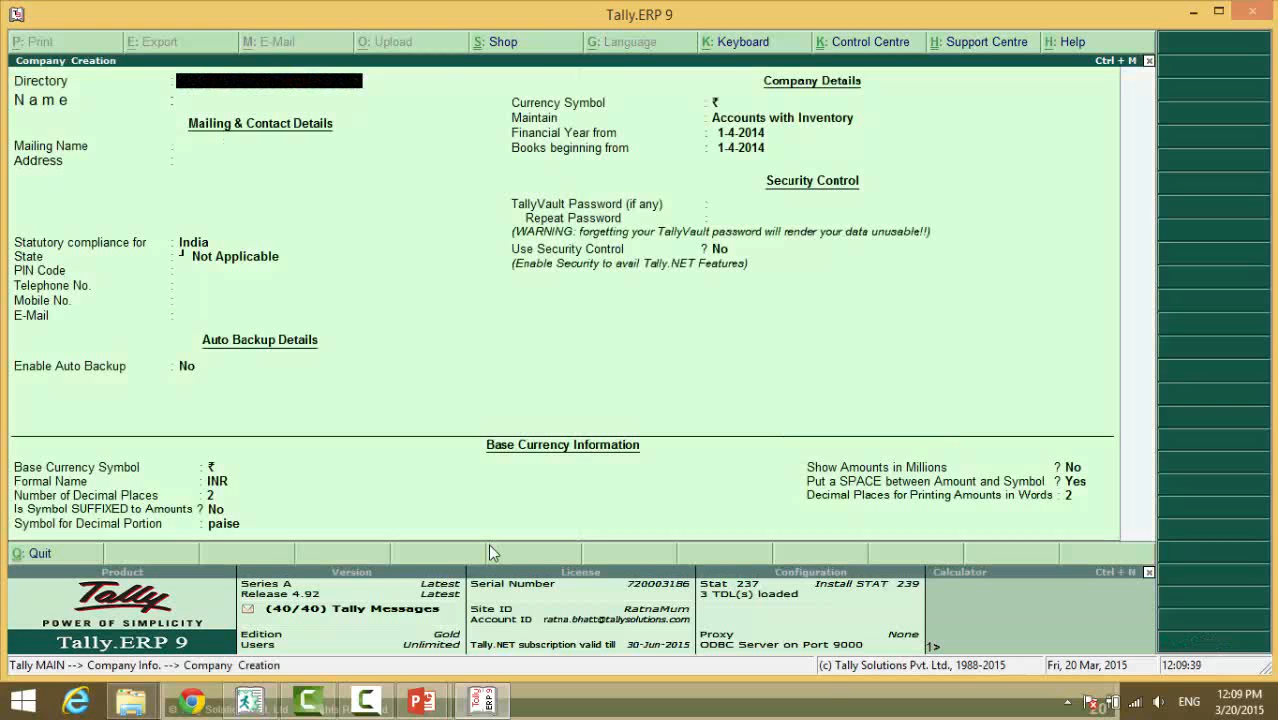 Tally.ERP 9
P: Print E: Export M: E-Mail O: Upload S: Shop G: Language K: Keyboard K: Control Centre H: Support Centre H: Help
Company Creation Ctrl + M
Directory :
Name :
Mailing & Contact Details
Mailing Name :
Address :
Statutory compliance for : India
State : Not Applicable
PIN Code :
Telephone No. :
Mobile No. :
E-Mail :
Auto Backup Details
Enable Auto Backup : No
Company Details
Currency Symbol : ₹
Maintain : Accounts with Inventory
Financial Year from : 1-4-2014
Books beginning from : 1-4-2014
Security Control
TallyVault Password (if any) :
Repeat Password :
(WARNING: forgetting your TallyVault password will render your data unusable!!)
Use Security Control ? No
(Enable Security to avail Tally.NET Features)
Base Currency Information
Base Currency Symbol : ₹
Formal Name : INR
Number of Decimal Places : 2
Is Symbol SUFFIXED to Amounts ? No
Symbol for Decimal Portion : paise
Show Amounts in Millions ? No
Put a SPACE between Amount and Symbol ? Yes
Decimal Places for Printing Amounts in Words : 2
Q: Quit
Product Version License Configuration Calculator Ctrl + N
Tally
POWER OF SIMPLICITY
Tally.ERP 9
Series A Latest
Release 4.92 Latest
(40/40) Tally Messages
Edition Gold
Users Unlimited
Serial Number 720003186
Site ID RatnaMum
Account ID ratna.bhatt@tallysolutions.com
Tally.NET subscription valid till 30-Jun-2015
Stat 237 Install STAT 239
3 TDL(s) loaded
Proxy None
ODBC Server on Port 9000
1>
Tally MAIN --> Company Info. --> Company Creation (c) Tally Solutions Pvt. Ltd., 1988-2015 Fri, 20 Mar, 2015 12:09:39
ENG 12:09 PM
3/20/2015